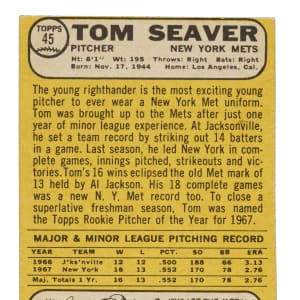 TOPPS
45
TOM SEAVER
PITCHER NEW YORK METS
Ht: 6'1" Wt: 195 Throws: Right Bats: Right
Born: Nov. 17, 1944 Home: Los Angeles, Cal.
The young righthander is the most exciting young
pitcher to ever wear a New York Met uniform.
Tom was brought up to the Mets after just one
year of minor league experience. At Jacksonville,
he set a team record by striking out 14 batters
in a game. Last season, he led New York in com-
plete games, innings pitched, strikeouts and vic-
tories. Tom's 16 wins eclipsed the old Met mark of
13 held by Al Jackson. His 18 complete games
was a new N. Y. Met record too. To close a
superlative freshman season, Tom was named
the Topps Rookie Pitcher of the Year for 1967.
MAJOR & MINOR LEAGUE PITCHING RECORD
YEAR TEAM W L PCT. SO BB ERA
1966 J'ks'nville 12 12 .500 188 66 3.13
1967 New York 16 13 .552 170 78 2.76
Maj. Totals 1 Yr. 16 13 .552 170 78 2.76